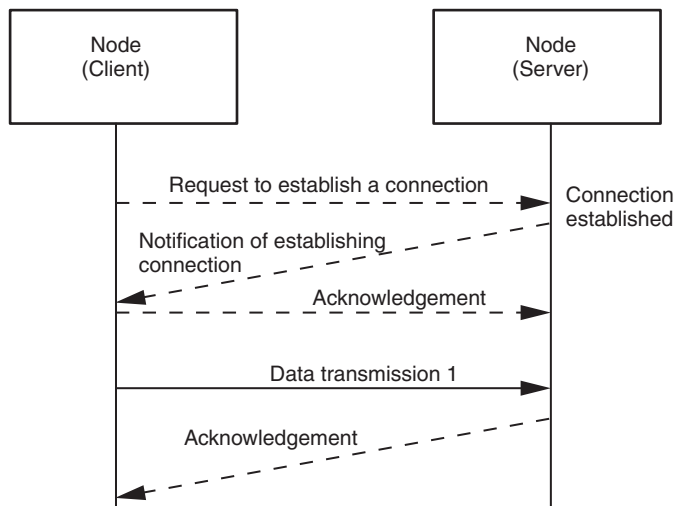 Node
(Client)
Node
(Server)
Request to establish a connection
Connection
established
Notification of establishing
connection
Acknowledgement
Data transmission 1
Acknowledgement